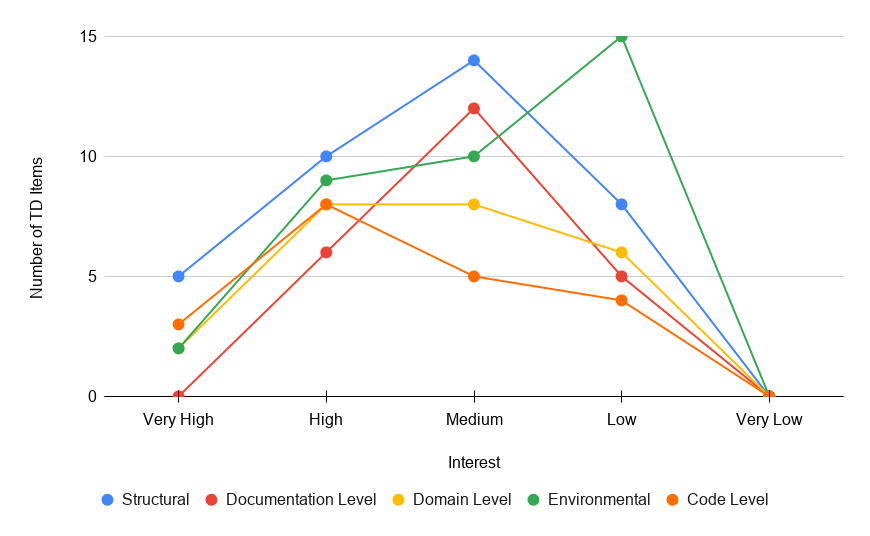 15
10
5
0
Number of TD Items
Very High High Medium Low Very Low
Interest
Structural Documentation Level Domain Level Environmental Code Level